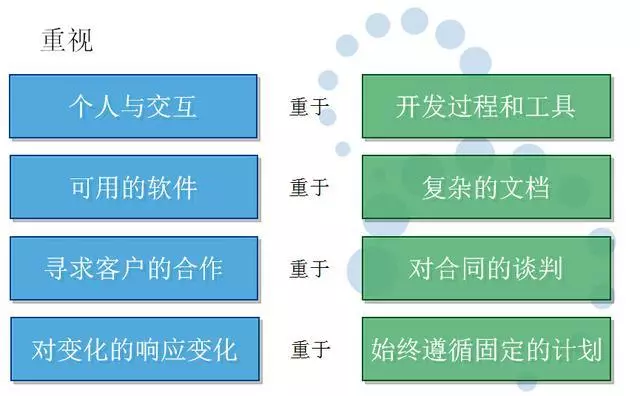 重视
个人与交互 重于 开发过程和工具
可用的软件 重于 复杂的文档
寻求客户的合作 重于 对合同的谈判
对变化的响应变化 重于 始终遵循固定的计划